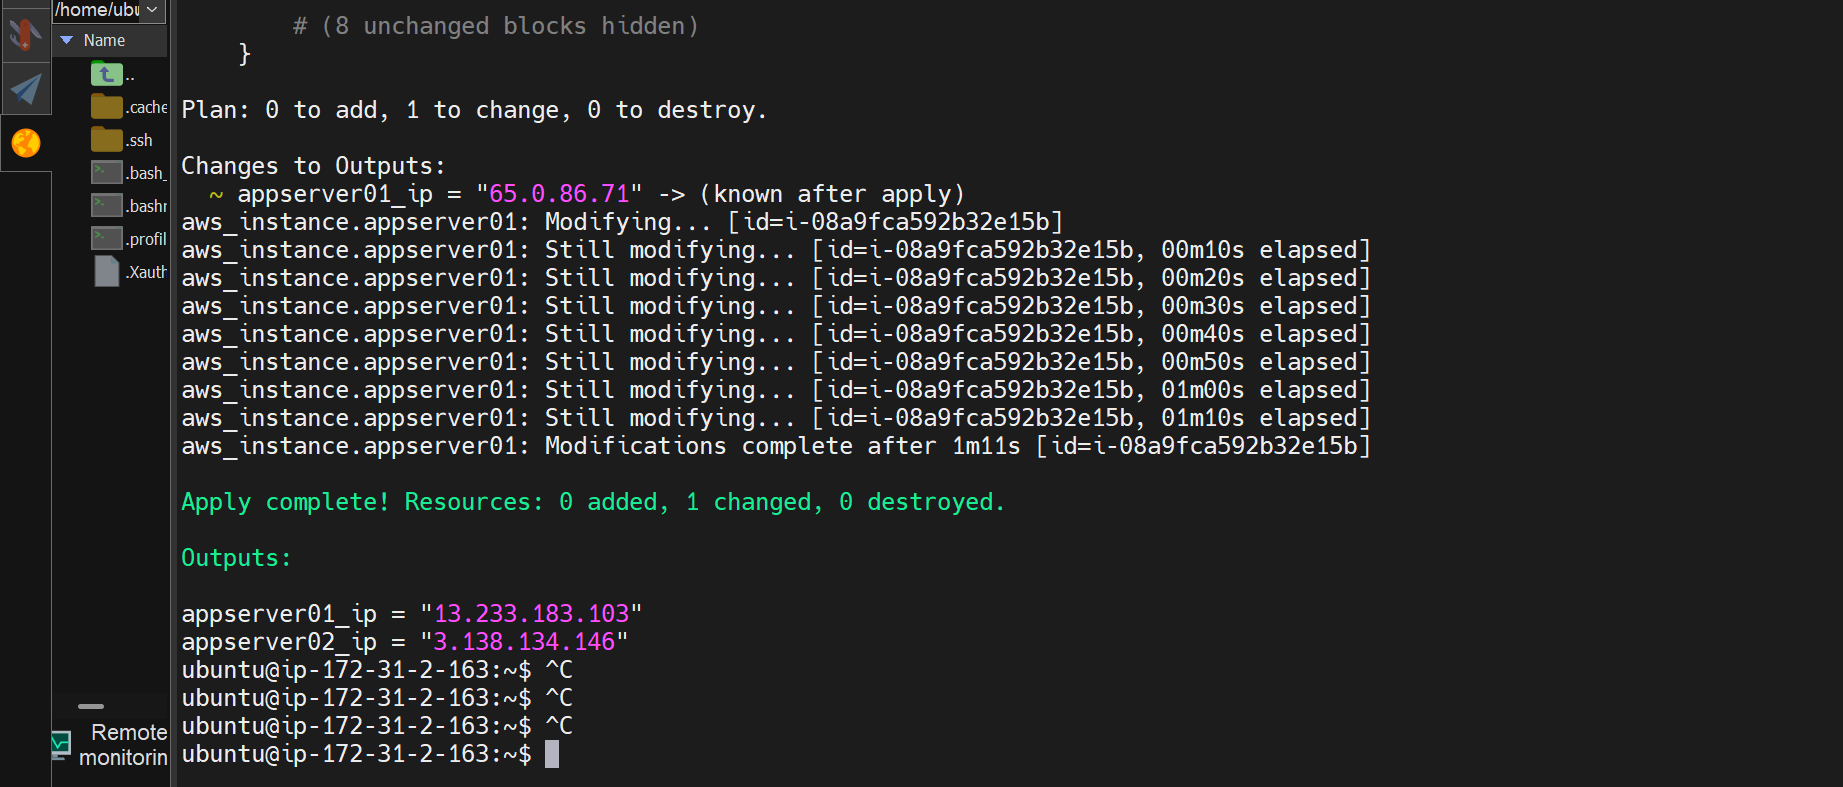 /home/ubu
Name
..
.cache
.ssh
.bash_
.bashr
.profil
.Xauth
Remote
monitorin
# (8 unchanged blocks hidden)
}
Plan: 0 to add, 1 to change, 0 to destroy.
Changes to Outputs:
~ appserver01_ip = "65.0.86.71" -> (known after apply)
aws_instance.appserver01: Modifying... [id=i-08a9fca592b32e15b]
aws_instance.appserver01: Still modifying... [id=i-08a9fca592b32e15b, 00m10s elapsed]
aws_instance.appserver01: Still modifying... [id=i-08a9fca592b32e15b, 00m20s elapsed]
aws_instance.appserver01: Still modifying... [id=i-08a9fca592b32e15b, 00m30s elapsed]
aws_instance.appserver01: Still modifying... [id=i-08a9fca592b32e15b, 00m40s elapsed]
aws_instance.appserver01: Still modifying... [id=i-08a9fca592b32e15b, 00m50s elapsed]
aws_instance.appserver01: Still modifying... [id=i-08a9fca592b32e15b, 01m00s elapsed]
aws_instance.appserver01: Still modifying... [id=i-08a9fca592b32e15b, 01m10s elapsed]
aws_instance.appserver01: Modifications complete after 1m11s [id=i-08a9fca592b32e15b]
Apply complete! Resources: 0 added, 1 changed, 0 destroyed.
Outputs:
appserver01_ip = "13.233.183.103"
appserver02_ip = "3.138.134.146"
ubuntu@ip-172-31-2-163:~$ ^C
ubuntu@ip-172-31-2-163:~$ ^C
ubuntu@ip-172-31-2-163:~$ ^C
ubuntu@ip-172-31-2-163:~$